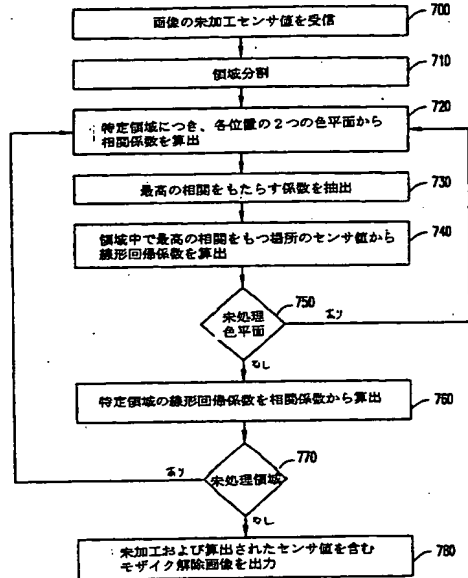 画像の未加工センサ値を受信
700
領域分割
710
特定領域につき、各位置の2つの色平面から
相関係数を算出
720
最高の相関をもたらす係数を抽出
730
領域中で最高の相関をもつ場所のセンサ値から
線形回帰係数を算出
740
未処理
色平面
750
あり
なし
特定領域の線形回帰係数を相関係数から算出
760
未処理領域
770
あり
なし
未加工および算出されたセンサ値を含む
モザイク解除画像を出力
780